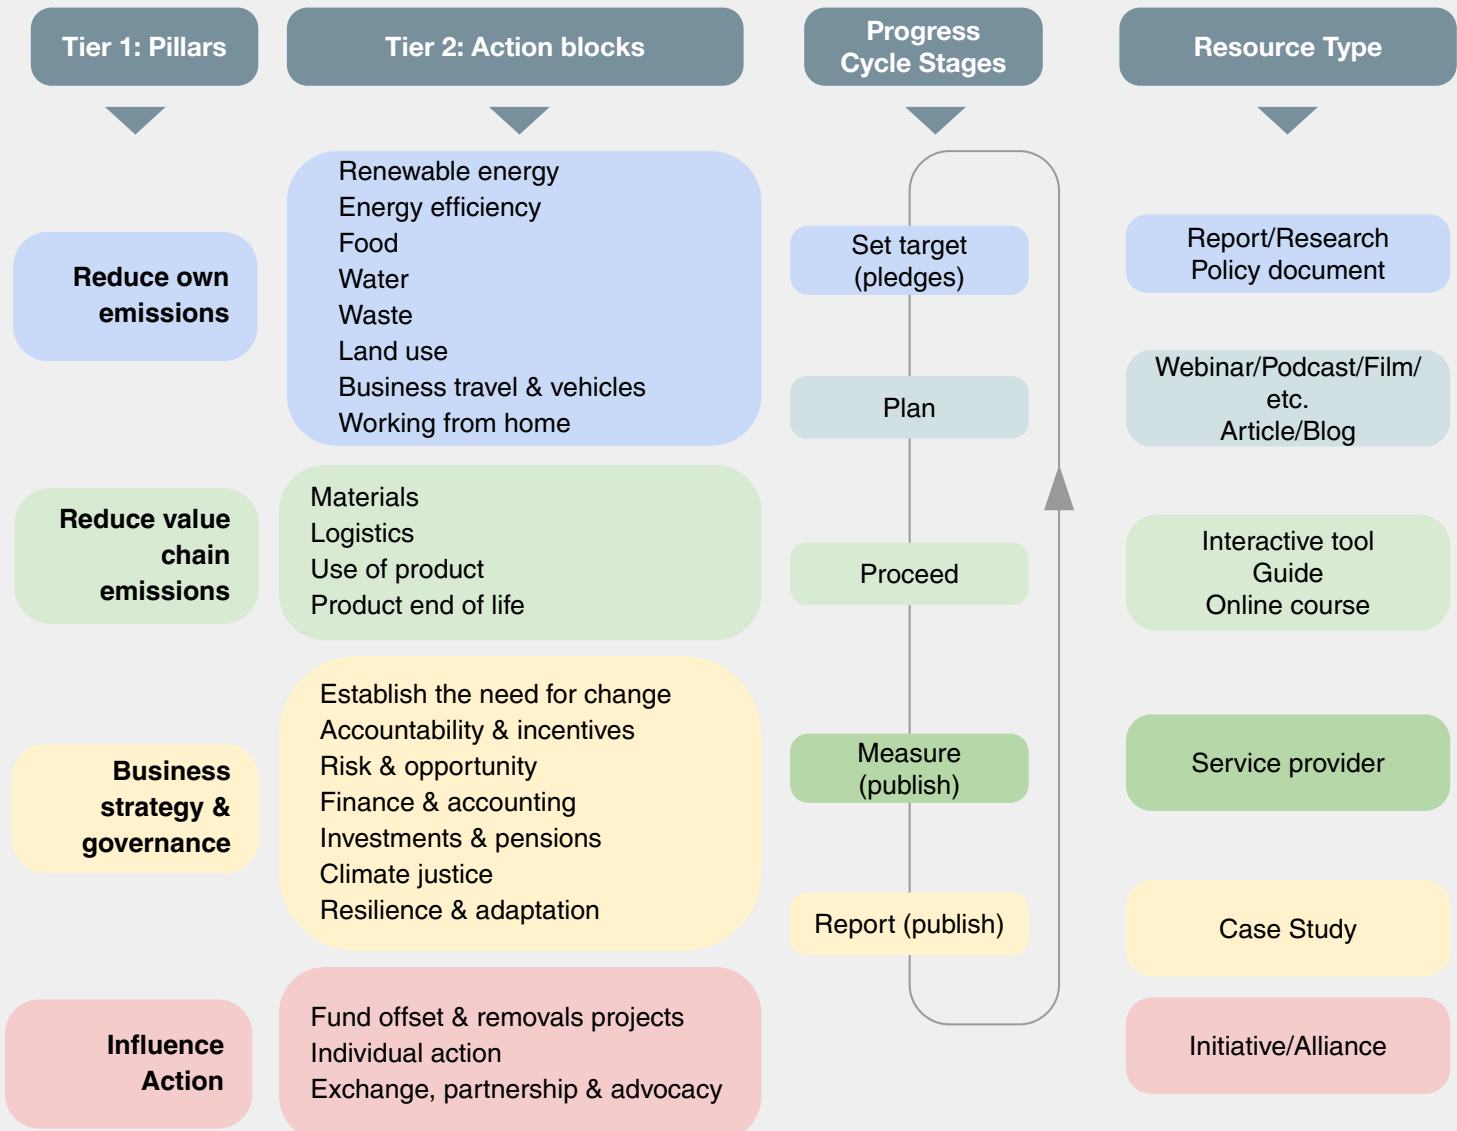 Tier 1: Pillars
Tier 2: Action blocks
Progress
Cycle Stages
Resource Type
Reduce own
emissions
Renewable energy
Energy efficiency
Food
Water
Waste
Land use
Business travel & vehicles
Working from home
Reduce value
chain
emissions
Materials
Logistics
Use of product
Product end of life
Business
strategy &
governance
Establish the need for change
Accountability & incentives
Risk & opportunity
Finance & accounting
Investments & pensions
Climate justice
Resilience & adaptation
Influence
Action
Fund offset & removals projects
Individual action
Exchange, partnership & advocacy
Set target
(pledges)
Plan
Proceed
Measure
(publish)
Report (publish)
Report/Research
Policy document
Webinar/Podcast/Film/
etc.
Article/Blog
Interactive tool
Guide
Online course
Service provider
Case Study
Initiative/Alliance